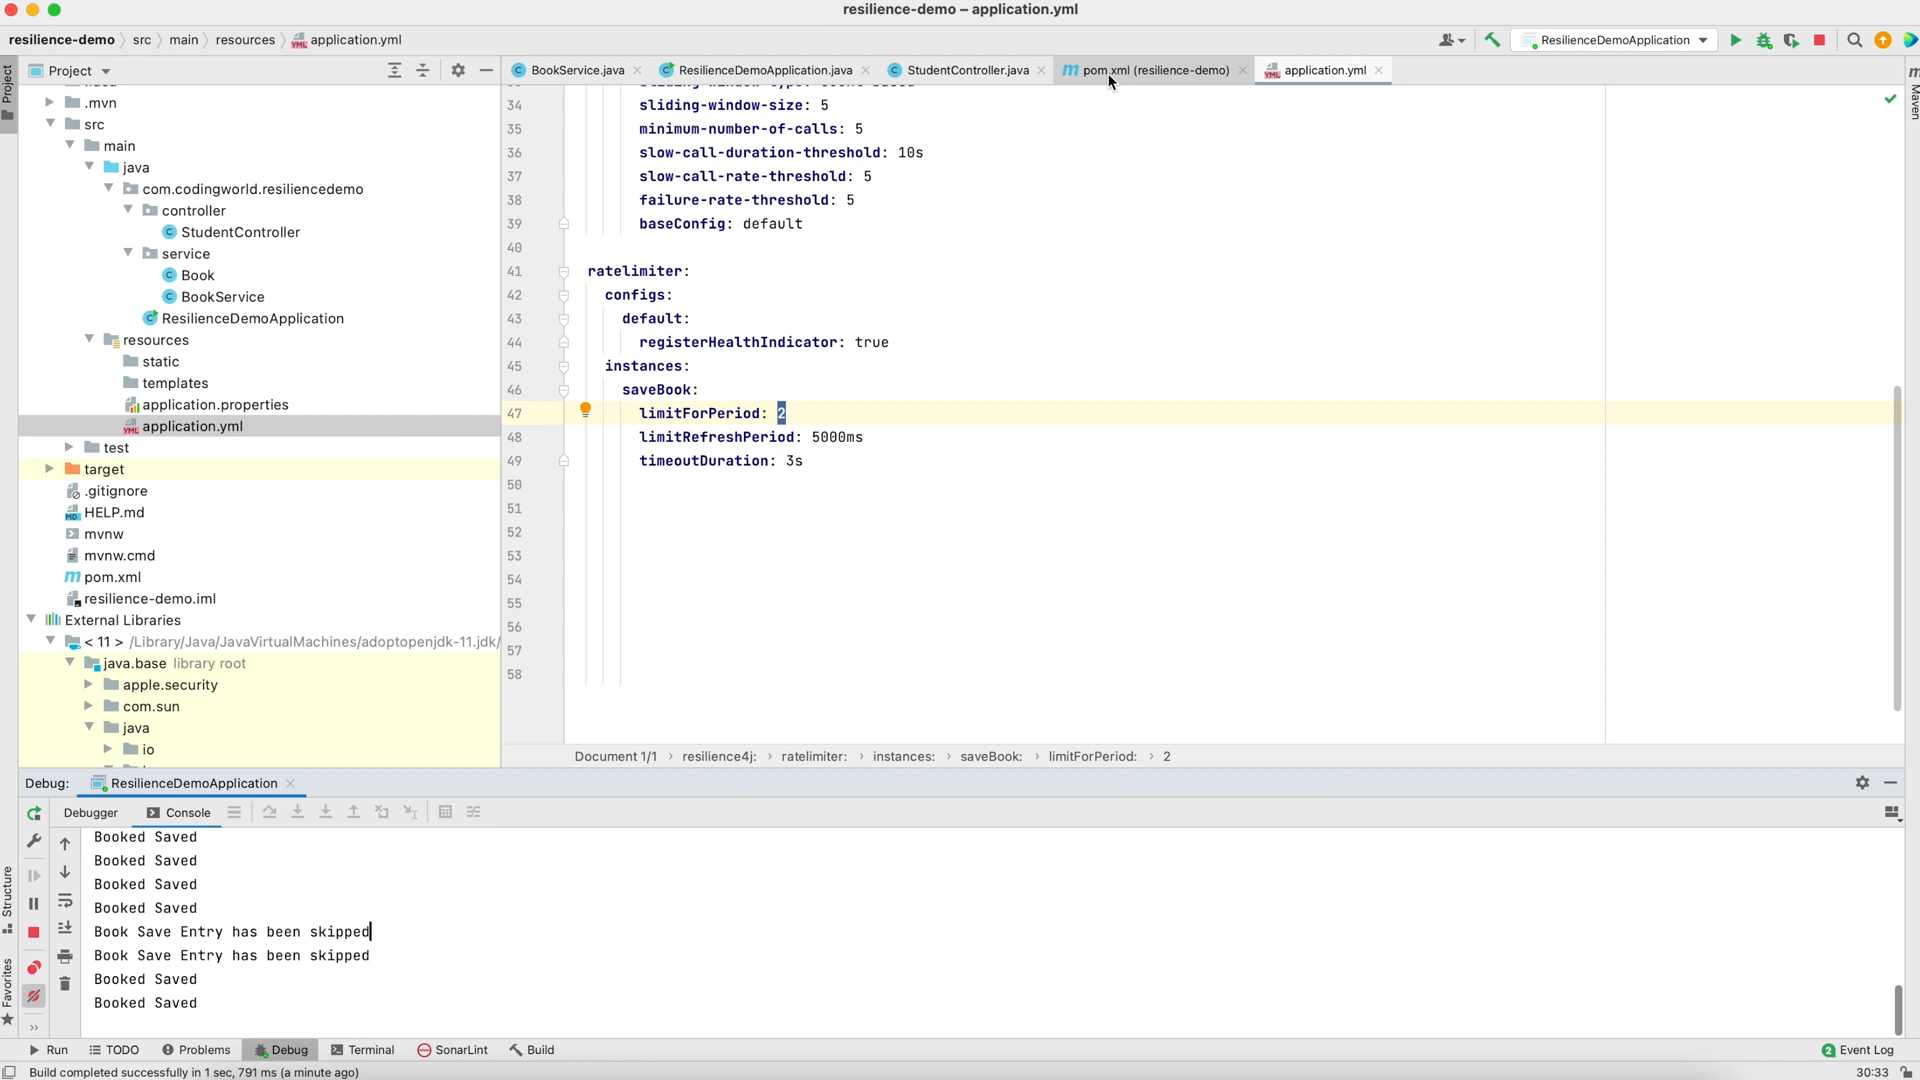 resilience-demo – application.yml
resilience-demo src main resources application.yml ResilienceDemoApplication
Project
BookService.java ResilienceDemoApplication.java StudentController.java pom.xml (resilience-demo) application.yml
Project
Maven
.mvn
src
main
java
com.codingworld.resiliencedemo
controller
StudentController
service
Book
BookService
ResilienceDemoApplication
resources
static
templates
application.properties
application.yml
test
target
.gitignore
HELP.md
mvnw
mvnw.cmd
pom.xml
resilience-demo.iml
External Libraries
< 11 > /Library/Java/JavaVirtualMachines/adoptopenjdk-11.jdk/
java.base library root
apple.security
com.sun
java
io
34 sliding-window-size: 5
35 minimum-number-of-calls: 5
36 slow-call-duration-threshold: 10s
37 slow-call-rate-threshold: 5
38 failure-rate-threshold: 5
39 baseConfig: default
40
41 ratelimiter:
42 configs:
43 default:
44 registerHealthIndicator: true
45 instances:
46 saveBook:
47 limitForPeriod: 2
48 limitRefreshPeriod: 5000ms
49 timeoutDuration: 3s
50
51
52
53
54
55
56
57
58
Document 1/1 › resilience4j: › ratelimiter: › instances: › saveBook: › limitForPeriod: › 2
Debug: ResilienceDemoApplication
Debugger Console
Booked Saved
Booked Saved
Booked Saved
Booked Saved
Book Save Entry has been skipped
Book Save Entry has been skipped
Booked Saved
Booked Saved
Structure
Favorites
Run TODO Problems Debug Terminal SonarLint Build 2 Event Log
Build completed successfully in 1 sec, 791 ms (a minute ago) 30:33